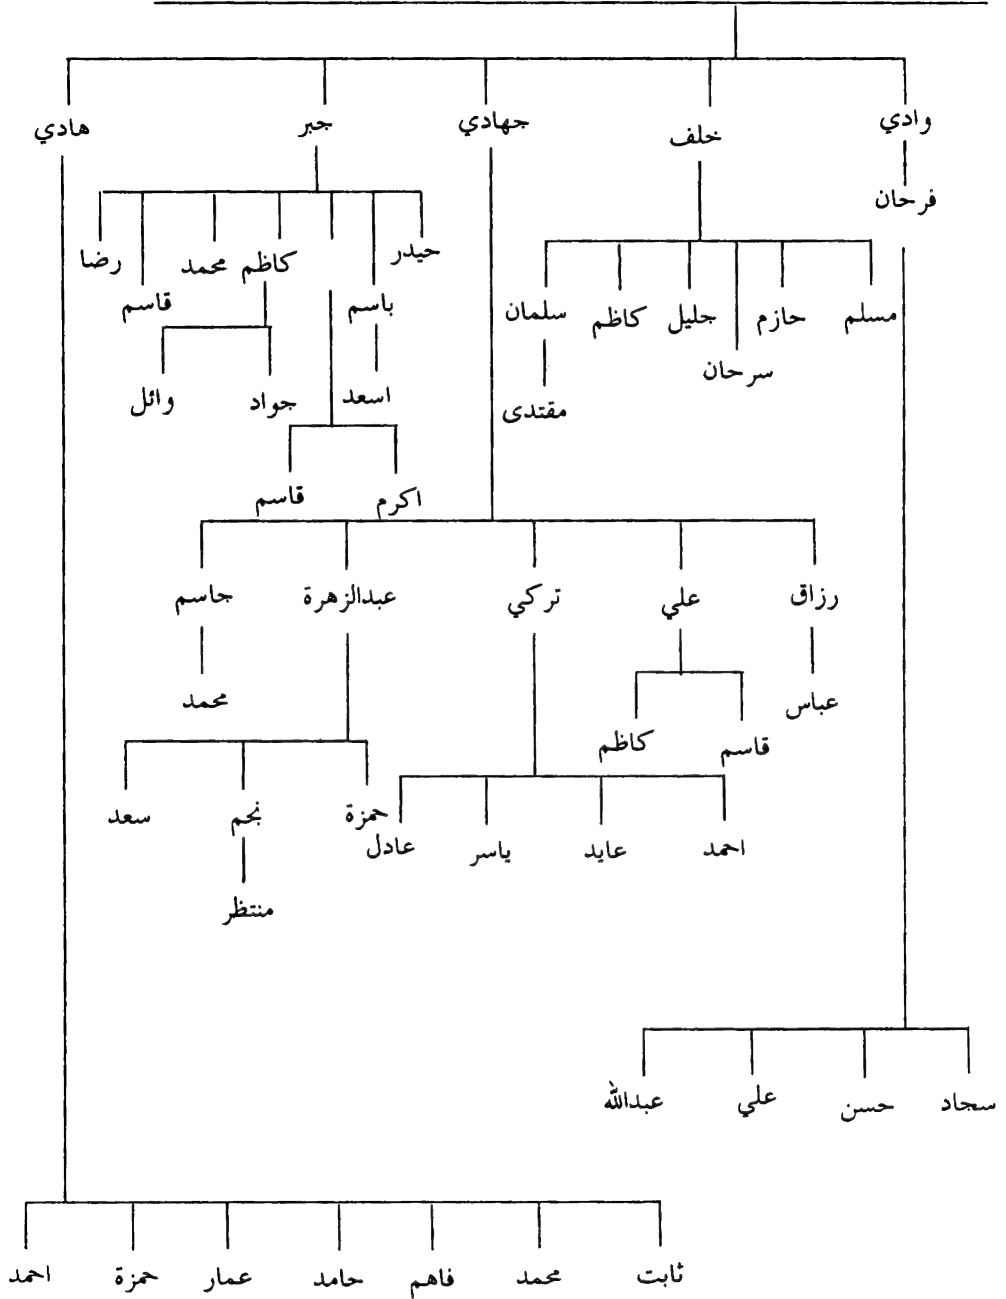 وادي
جهادي
جبر
هادي
خلف
فرحان
حيدر
كاظم
محمد
رضا
باسم
قاسم
مسلم
حازم
جليل
كاظم
سلمان
سرحان
اسعد
جواد
وائل
مقتدى
اكرم
قاسم
رزاق
علي
تركي
عبدالزهرة
جاسم
عباس
محمد
قاسم
كاظم
حمزة
نجم
سعد
احمد
عايد
ياسر
عادل
منتظر
سجاد
حسن
علي
عبدالله
ثابت
محمد
فاهم
حامد
عمار
حمزة
احمد